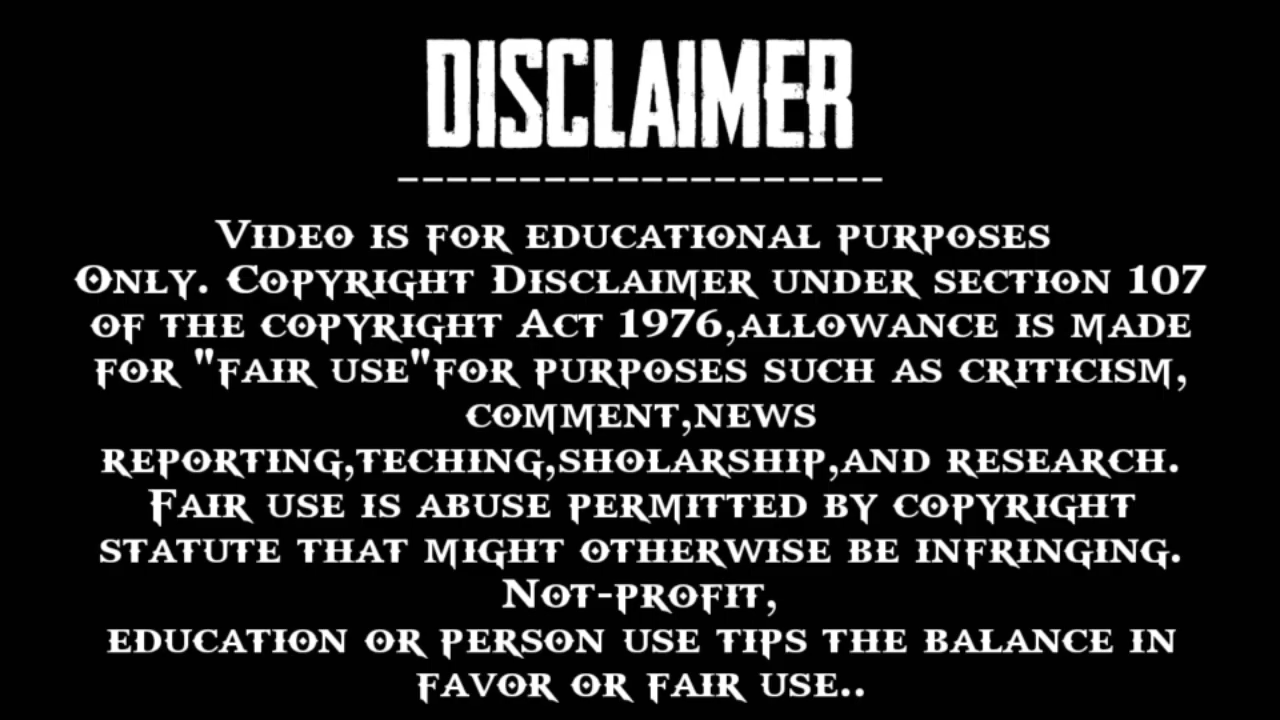 DISCLAIMER
--------------------
Video is for educational purposes
Only. Copyright Disclaimer under section 107
of the copyright Act 1976,allowance is made
for "fair use"for purposes such as criticism,
comment,news
reporting,teching,sholarship,and research.
Fair use is abuse permitted by copyright
statute that might otherwise be infringing.
Not-profit,
education or person use tips the balance in
favor or fair use..